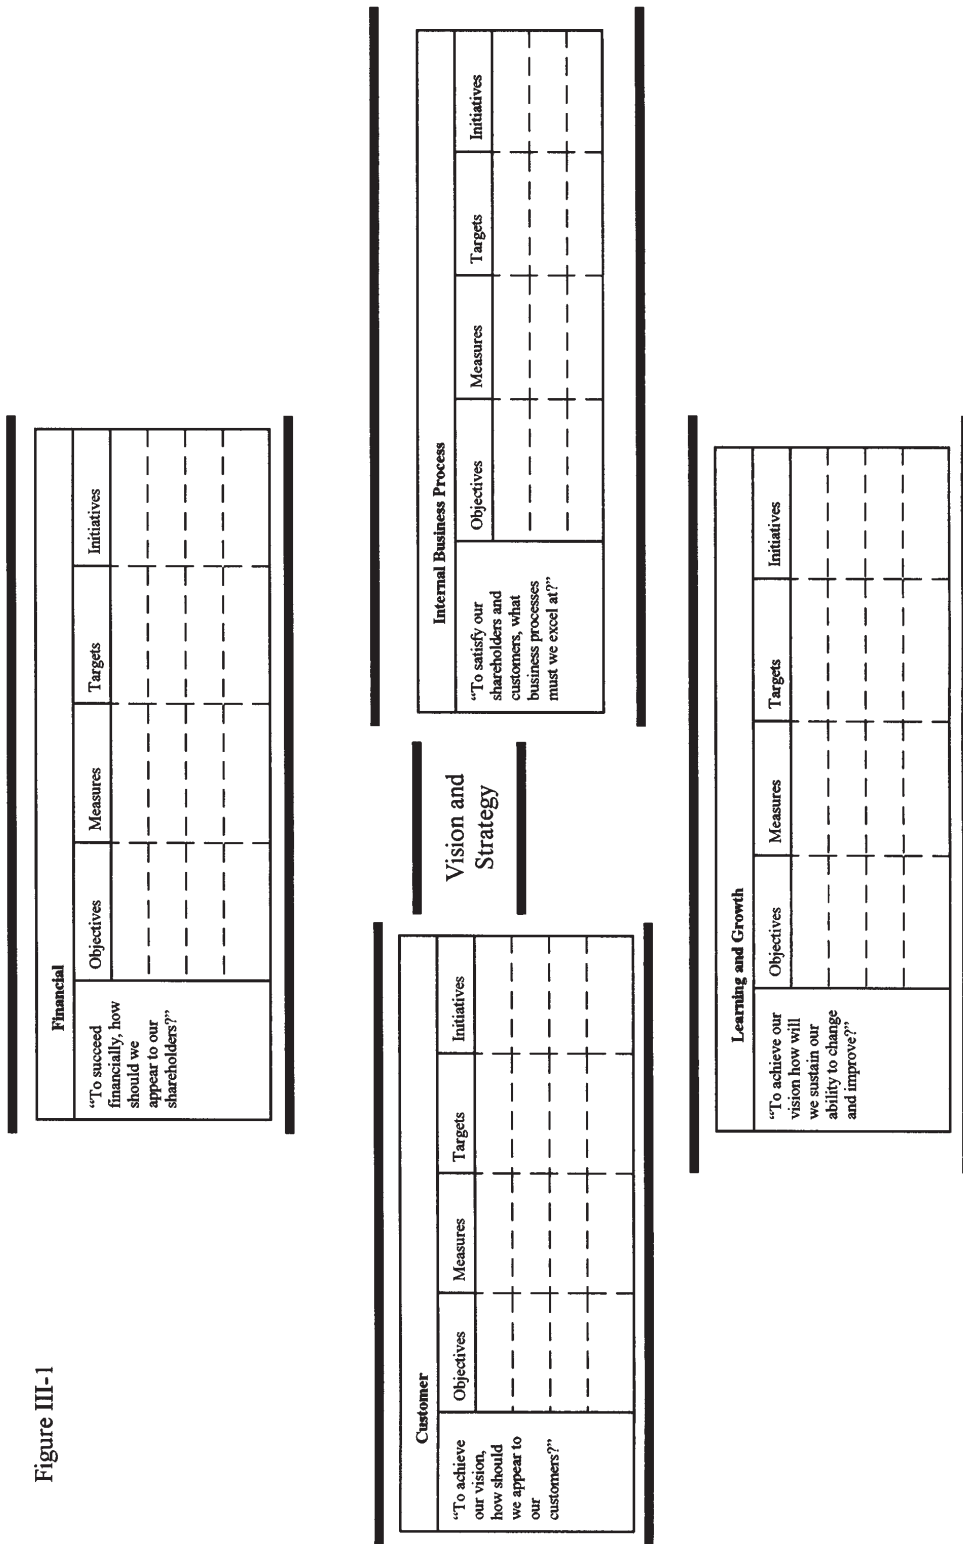 Figure III-1
Financial
“To succeed
financially, how
should we
appear to our
shareholders?”
Objectives
Measures
Targets
Initiatives
Customer
“To achieve
our vision,
how should
we appear to
our
customers?”
Objectives
Measures
Targets
Initiatives
Vision and
Strategy
Internal Business Process
“To satisfy our
shareholders and
customers, what
business processes
must we excel at?”
Objectives
Measures
Targets
Initiatives
Learning and Growth
“To achieve our
vision how will
we sustain our
ability to change
and improve?”
Objectives
Measures
Targets
Initiatives